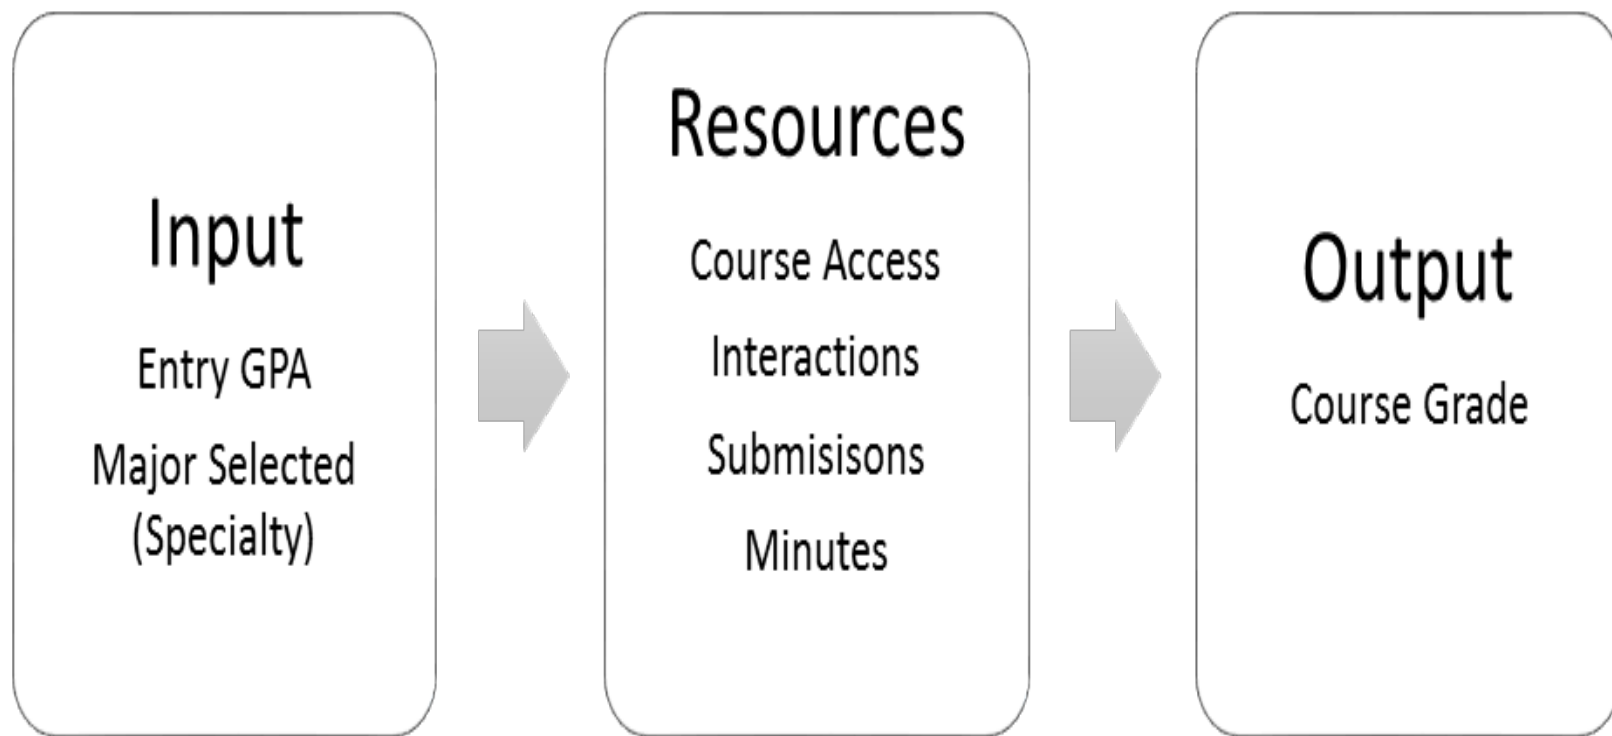 Input
Entry GPA
Major Selected
(Specialty)
Resources
Course Access
Interactions
Submisisons
Minutes
Output
Course Grade